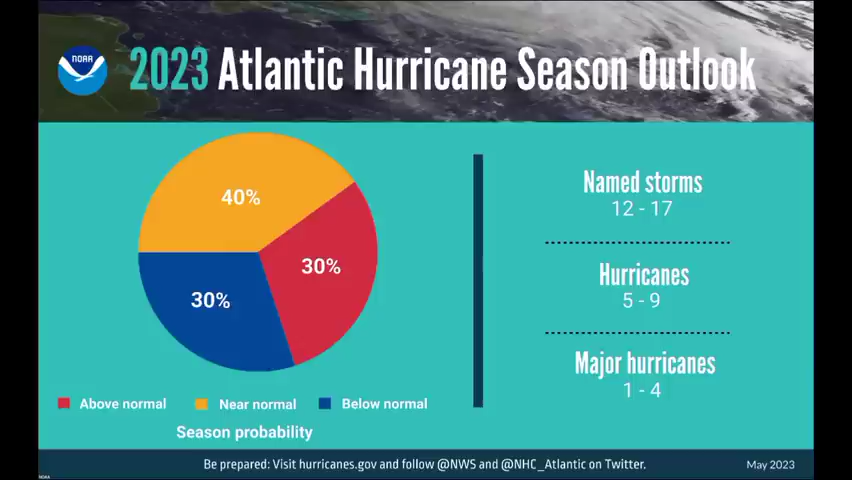 NOAA
2023 Atlantic Hurricane Season Outlook
40%
30%
30%
Above normal
Near normal
Below normal
Season probability
Named storms
12 - 17
Hurricanes
5 - 9
Major hurricanes
1 - 4
Be prepared: Visit hurricanes.gov and follow @NWS and @NHC_Atlantic on Twitter.
May 2023
NOAA